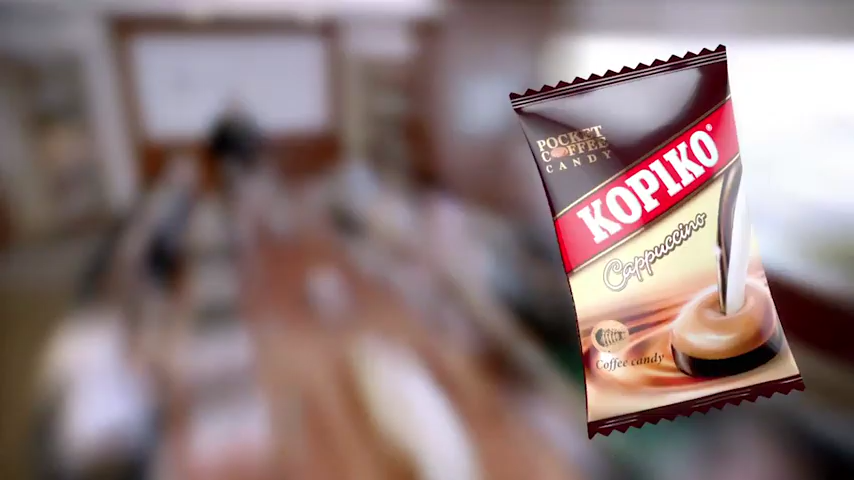 POCKET
COFFEE
CANDY
KOPIKO®
Cappuccino
Coffee candy